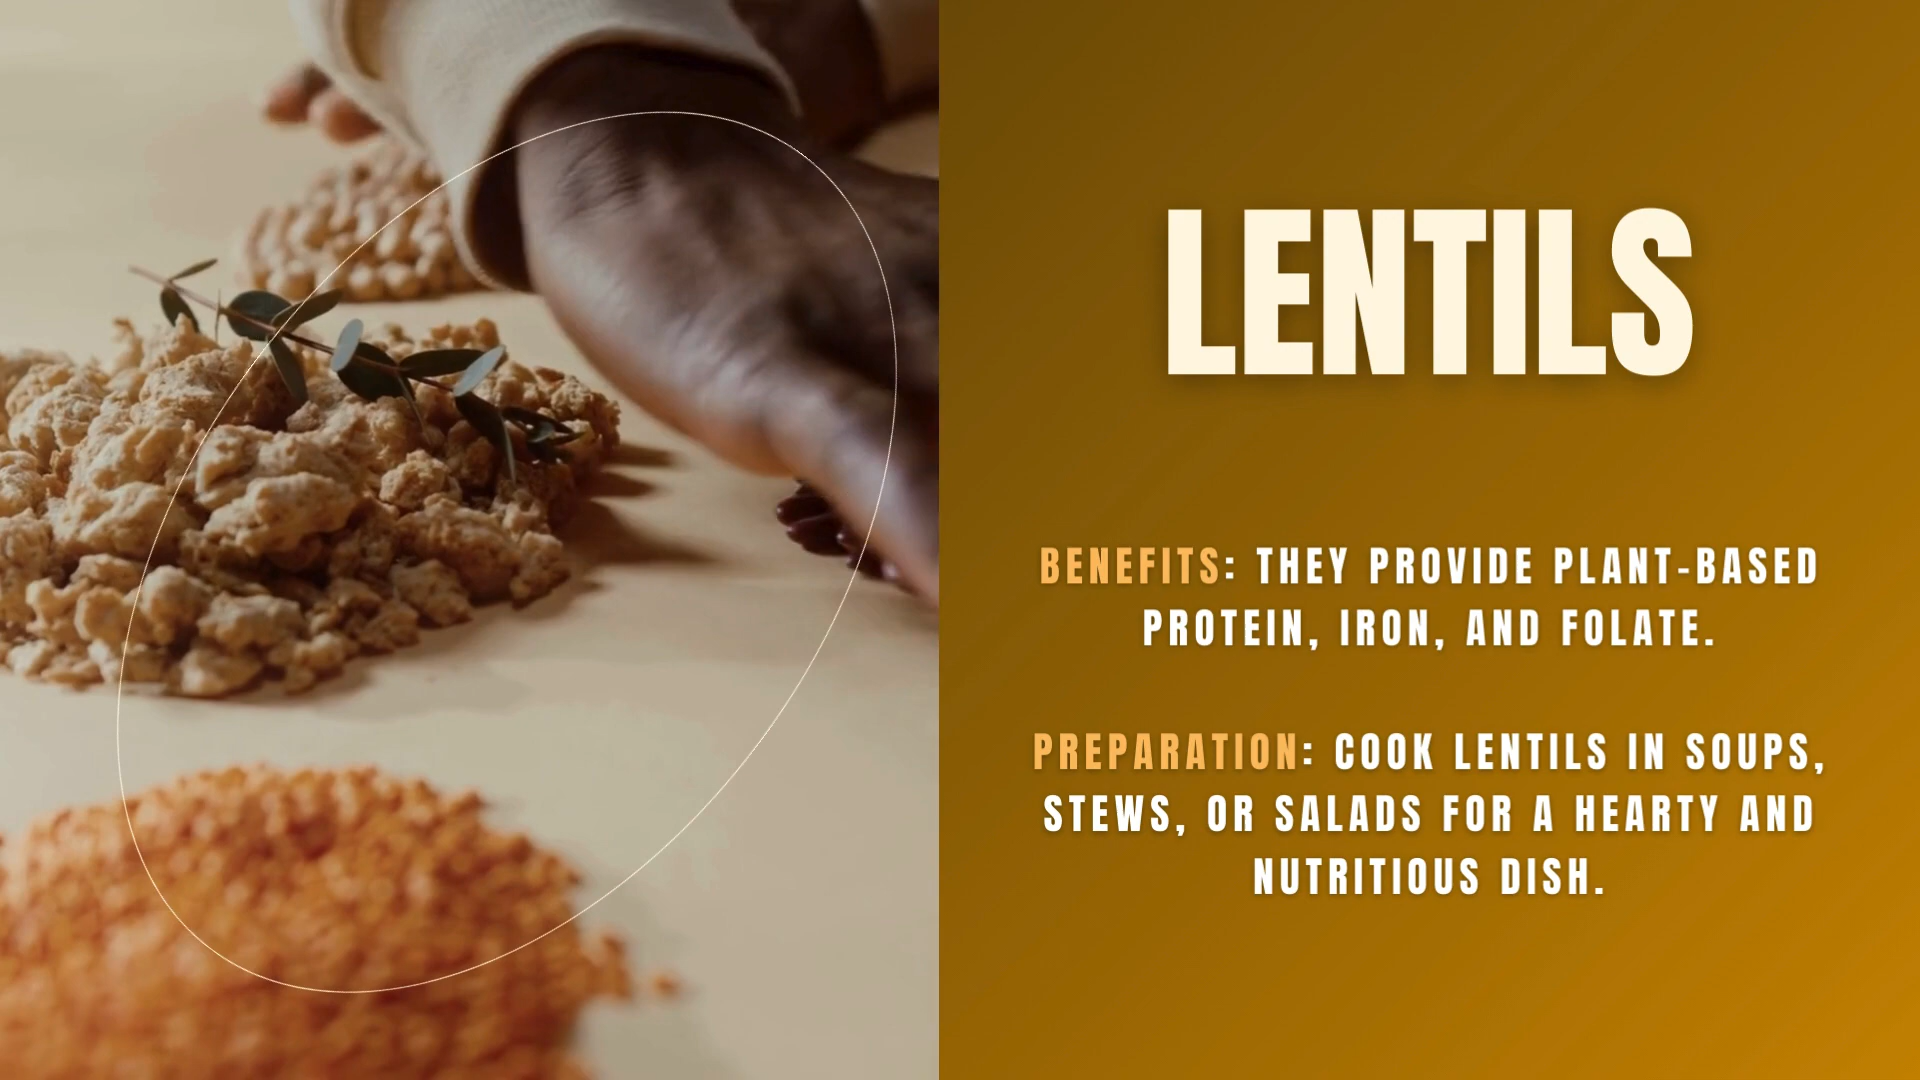 LENTILS
BENEFITS: THEY PROVIDE PLANT-BASED
PROTEIN, IRON, AND FOLATE.
PREPARATION: COOK LENTILS IN SOUPS,
STEWS, OR SALADS FOR A HEARTY AND
NUTRITIOUS DISH.